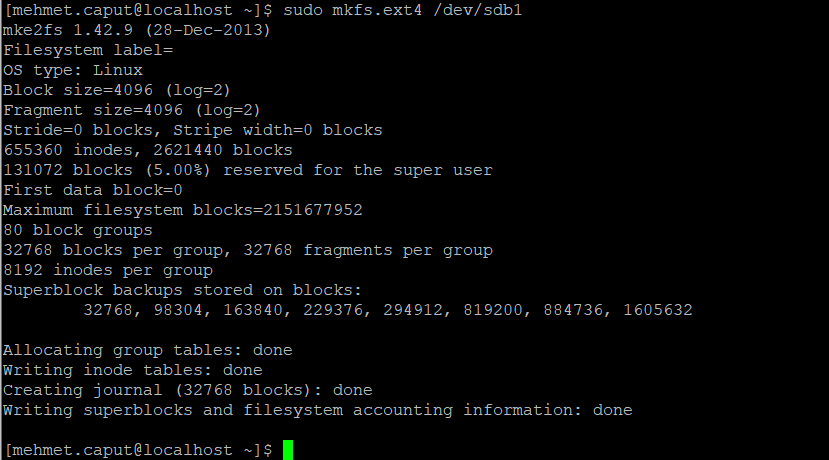 [mehmet.caput@localhost ~]$ sudo mkfs.ext4 /dev/sdb1
mke2fs 1.42.9 (28-Dec-2013)
Filesystem label=
OS type: Linux
Block size=4096 (log=2)
Fragment size=4096 (log=2)
Stride=0 blocks, Stripe width=0 blocks
655360 inodes, 2621440 blocks
131072 blocks (5.00%) reserved for the super user
First data block=0
Maximum filesystem blocks=2151677952
80 block groups
32768 blocks per group, 32768 fragments per group
8192 inodes per group
Superblock backups stored on blocks:
        32768, 98304, 163840, 229376, 294912, 819200, 884736, 1605632

Allocating group tables: done
Writing inode tables: done
Creating journal (32768 blocks): done
Writing superblocks and filesystem accounting information: done

[mehmet.caput@localhost ~]$